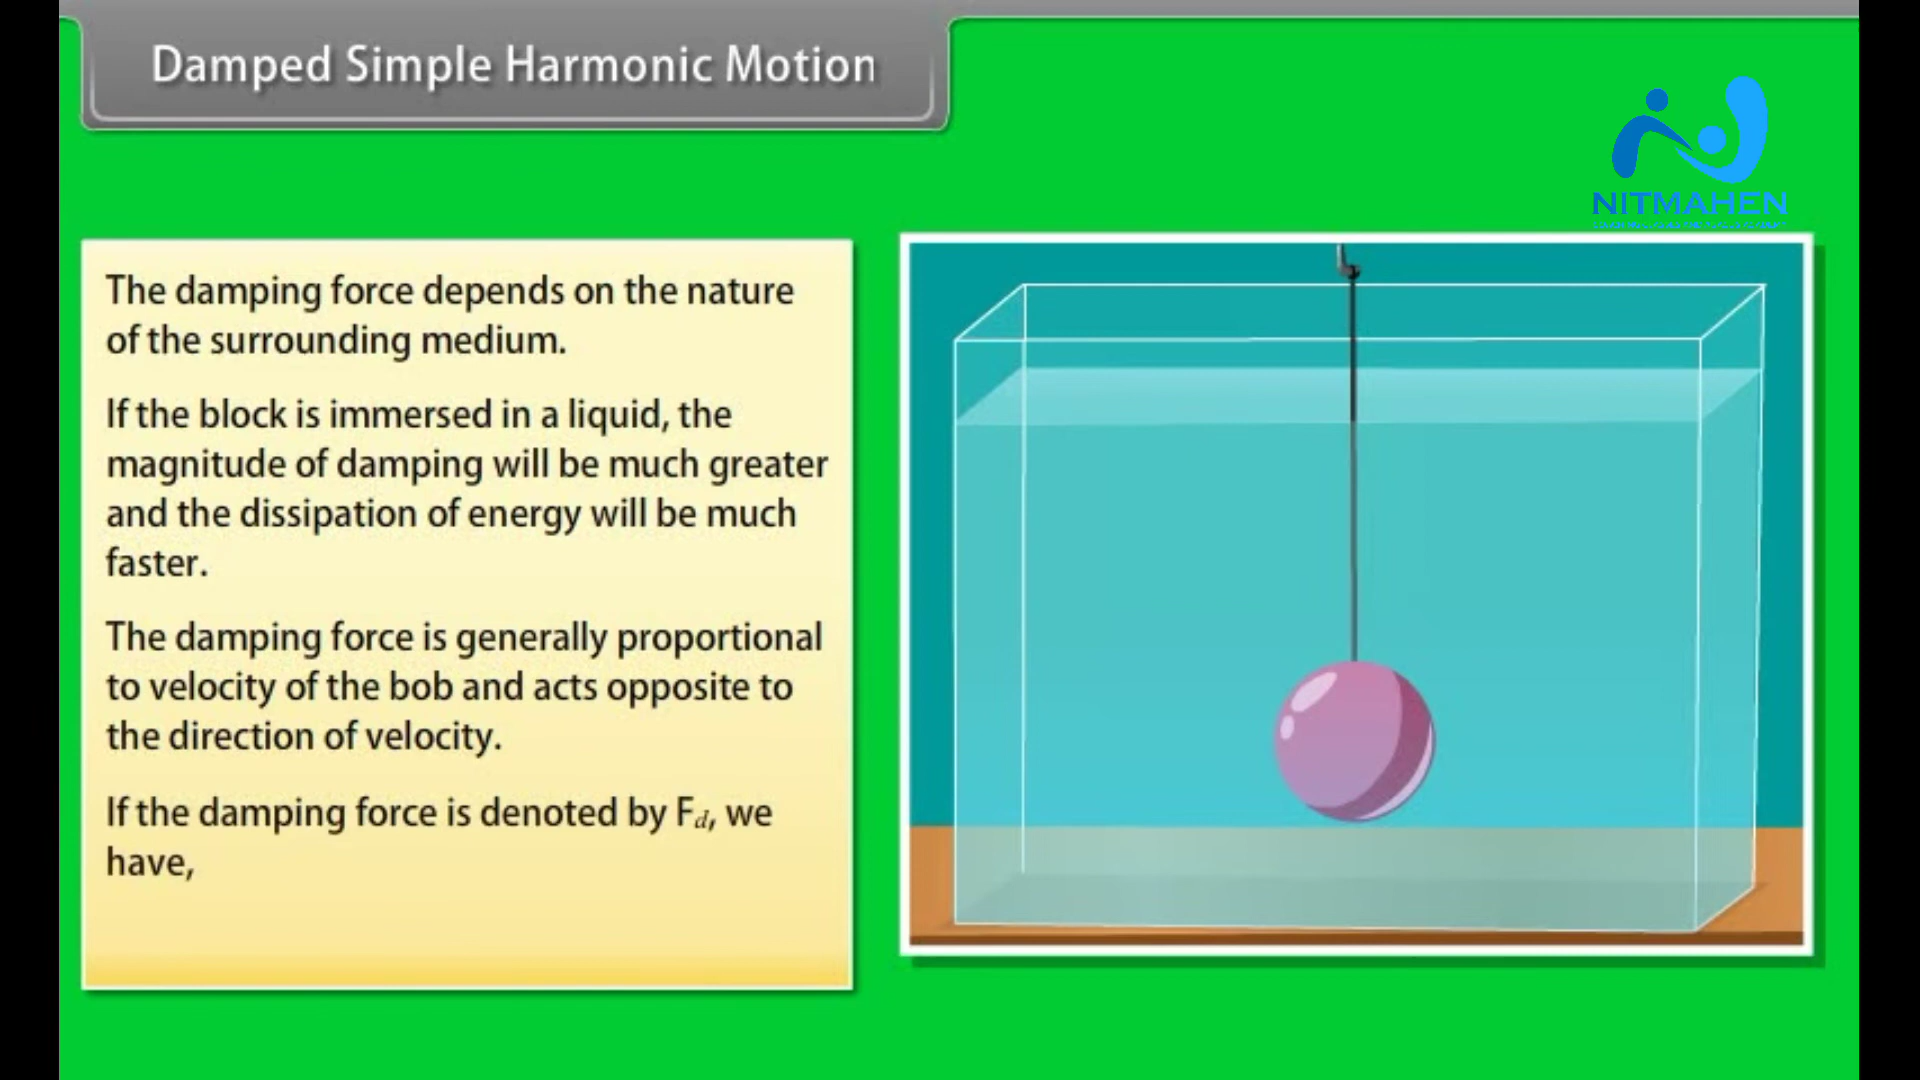 Damped Simple Harmonic Motion
NITMAHEN
The damping force depends on the nature
of the surrounding medium.
If the block is immersed in a liquid, the
magnitude of damping will be much greater
and the dissipation of energy will be much
faster.
The damping force is generally proportional
to velocity of the bob and acts opposite to
the direction of velocity.
If the damping force is denoted by Fd, we
have,